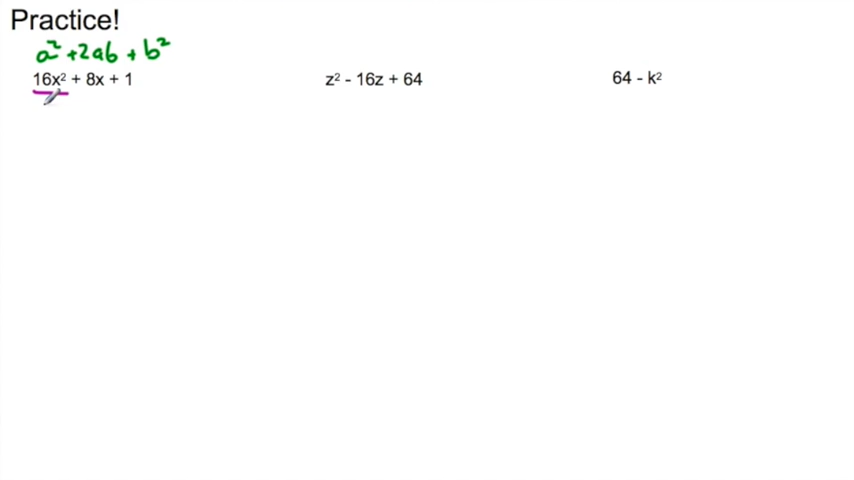 Practice!
a² + 2ab + b²
16x² + 8x + 1
z² - 16z + 64
64 - k²